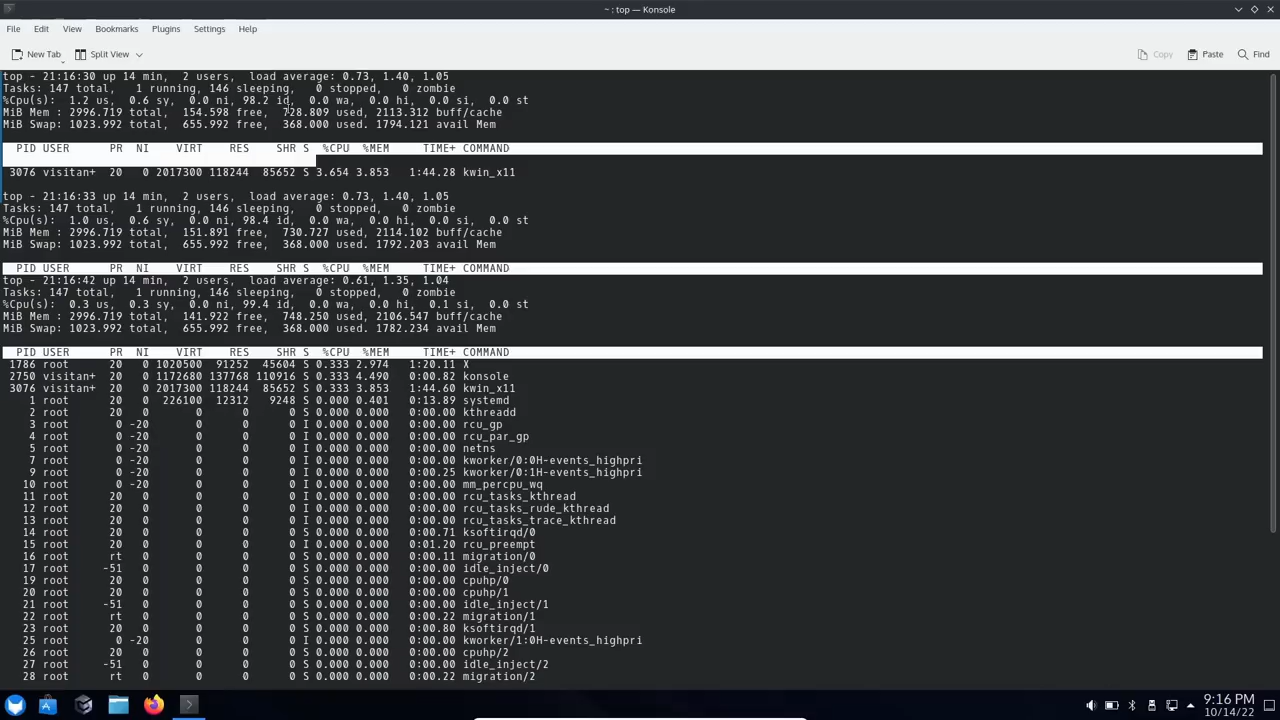 ~ : top — Konsole
File Edit View Bookmarks Plugins Settings Help
New Tab Split View Copy Paste Find
top - 21:16:30 up 14 min,  2 users,  load average: 0.73, 1.40, 1.05
Tasks: 147 total,   1 running, 146 sleeping,   0 stopped,   0 zombie
%Cpu(s):  1.2 us,  0.6 sy,  0.0 ni, 98.2 id,  0.0 wa,  0.0 hi,  0.0 si,  0.0 st
MiB Mem : 2996.719 total,  154.598 free,  728.809 used, 2113.312 buff/cache
MiB Swap: 1023.992 total,  655.992 free,  368.000 used. 1794.121 avail Mem
PID USER PR NI VIRT RES SHR S %CPU %MEM TIME+ COMMAND
3076 visitan+ 20 0 2017300 118244 85652 S 3.654 3.853 1:44.28 kwin_x11
top - 21:16:33 up 14 min,  2 users,  load average: 0.73, 1.40, 1.05
Tasks: 147 total,   1 running, 146 sleeping,   0 stopped,   0 zombie
%Cpu(s):  1.0 us,  0.6 sy,  0.0 ni, 98.4 id,  0.0 wa,  0.0 hi,  0.0 si,  0.0 st
MiB Mem : 2996.719 total,  151.891 free,  730.727 used, 2114.102 buff/cache
MiB Swap: 1023.992 total,  655.992 free,  368.000 used. 1792.203 avail Mem
PID USER PR NI VIRT RES SHR S %CPU %MEM TIME+ COMMAND
top - 21:16:42 up 14 min,  2 users,  load average: 0.61, 1.35, 1.04
Tasks: 147 total,   1 running, 146 sleeping,   0 stopped,   0 zombie
%Cpu(s):  0.3 us,  0.3 sy,  0.0 ni, 99.4 id,  0.0 wa,  0.0 hi,  0.1 si,  0.0 st
MiB Mem : 2996.719 total,  141.922 free,  748.250 used, 2106.547 buff/cache
MiB Swap: 1023.992 total,  655.992 free,  368.000 used. 1782.234 avail Mem
PID USER PR NI VIRT RES SHR S %CPU %MEM TIME+ COMMAND
1786 root 20 0 1020500 91252 45604 S 0.333 2.974 1:20.11 X
2750 visitan+ 20 0 1172680 137768 110916 S 0.333 4.490 0:00.82 konsole
3076 visitan+ 20 0 2017300 118244 85652 S 0.333 3.853 1:44.60 kwin_x11
1 root 20 0 226100 12312 9248 S 0.000 0.401 0:13.89 systemd
2 root 20 0 0 0 0 S 0.000 0.000 0:00.00 kthreadd
3 root 0 -20 0 0 0 I 0.000 0.000 0:00.00 rcu_gp
4 root 0 -20 0 0 0 I 0.000 0.000 0:00.00 rcu_par_gp
5 root 0 -20 0 0 0 I 0.000 0.000 0:00.00 netns
7 root 0 -20 0 0 0 I 0.000 0.000 0:00.00 kworker/0:0H-events_highpri
9 root 0 -20 0 0 0 I 0.000 0.000 0:00.25 kworker/0:1H-events_highpri
10 root 0 -20 0 0 0 I 0.000 0.000 0:00.00 mm_percpu_wq
11 root 20 0 0 0 0 I 0.000 0.000 0:00.00 rcu_tasks_kthread
12 root 20 0 0 0 0 I 0.000 0.000 0:00.00 rcu_tasks_rude_kthread
13 root 20 0 0 0 0 I 0.000 0.000 0:00.00 rcu_tasks_trace_kthread
14 root 20 0 0 0 0 S 0.000 0.000 0:00.71 ksoftirqd/0
15 root 20 0 0 0 0 I 0.000 0.000 0:01.20 rcu_preempt
16 root rt 0 0 0 0 S 0.000 0.000 0:00.11 migration/0
17 root -51 0 0 0 0 S 0.000 0.000 0:00.00 idle_inject/0
19 root 20 0 0 0 0 S 0.000 0.000 0:00.00 cpuhp/0
20 root 20 0 0 0 0 S 0.000 0.000 0:00.00 cpuhp/1
21 root -51 0 0 0 0 S 0.000 0.000 0:00.00 idle_inject/1
22 root rt 0 0 0 0 S 0.000 0.000 0:00.22 migration/1
23 root 20 0 0 0 0 S 0.000 0.000 0:00.80 ksoftirqd/1
25 root 0 -20 0 0 0 I 0.000 0.000 0:00.00 kworker/1:0H-events_highpri
26 root 20 0 0 0 0 S 0.000 0.000 0:00.00 cpuhp/2
27 root -51 0 0 0 0 S 0.000 0.000 0:00.00 idle_inject/2
28 root rt 0 0 0 0 S 0.000 0.000 0:00.22 migration/2
9:16 PM
10/14/22